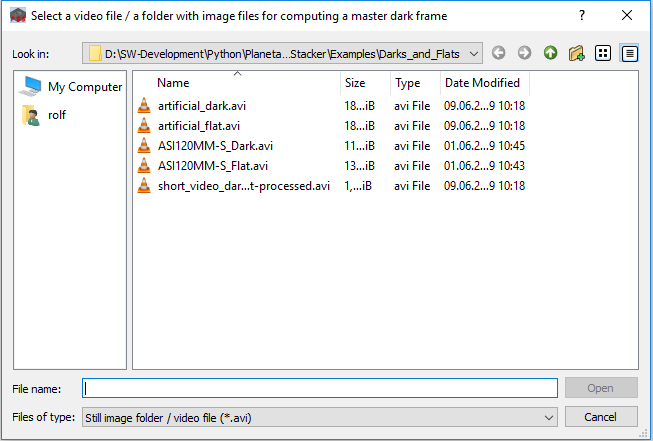 Select a video file / a folder with image files for computing a master dark frame ?
Look in: D:\SW-Development\Python\Planeta...Stacker\Examples\Darks_and_Flats
My Computer
rolf
Name Size Type Date Modified
artificial_dark.avi 18...iB avi File 09.06.2...9 10:18
artificial_flat.avi 18...iB avi File 09.06.2...9 10:18
ASI120MM-S_Dark.avi 11...iB avi File 01.06.2...9 10:45
ASI120MM-S_Flat.avi 13...iB avi File 01.06.2...9 10:43
short_video_dar...t-processed.avi 1,...iB avi File 09.06.2...9 10:18
File name: Open
Files of type: Still image folder / video file (*.avi) Cancel